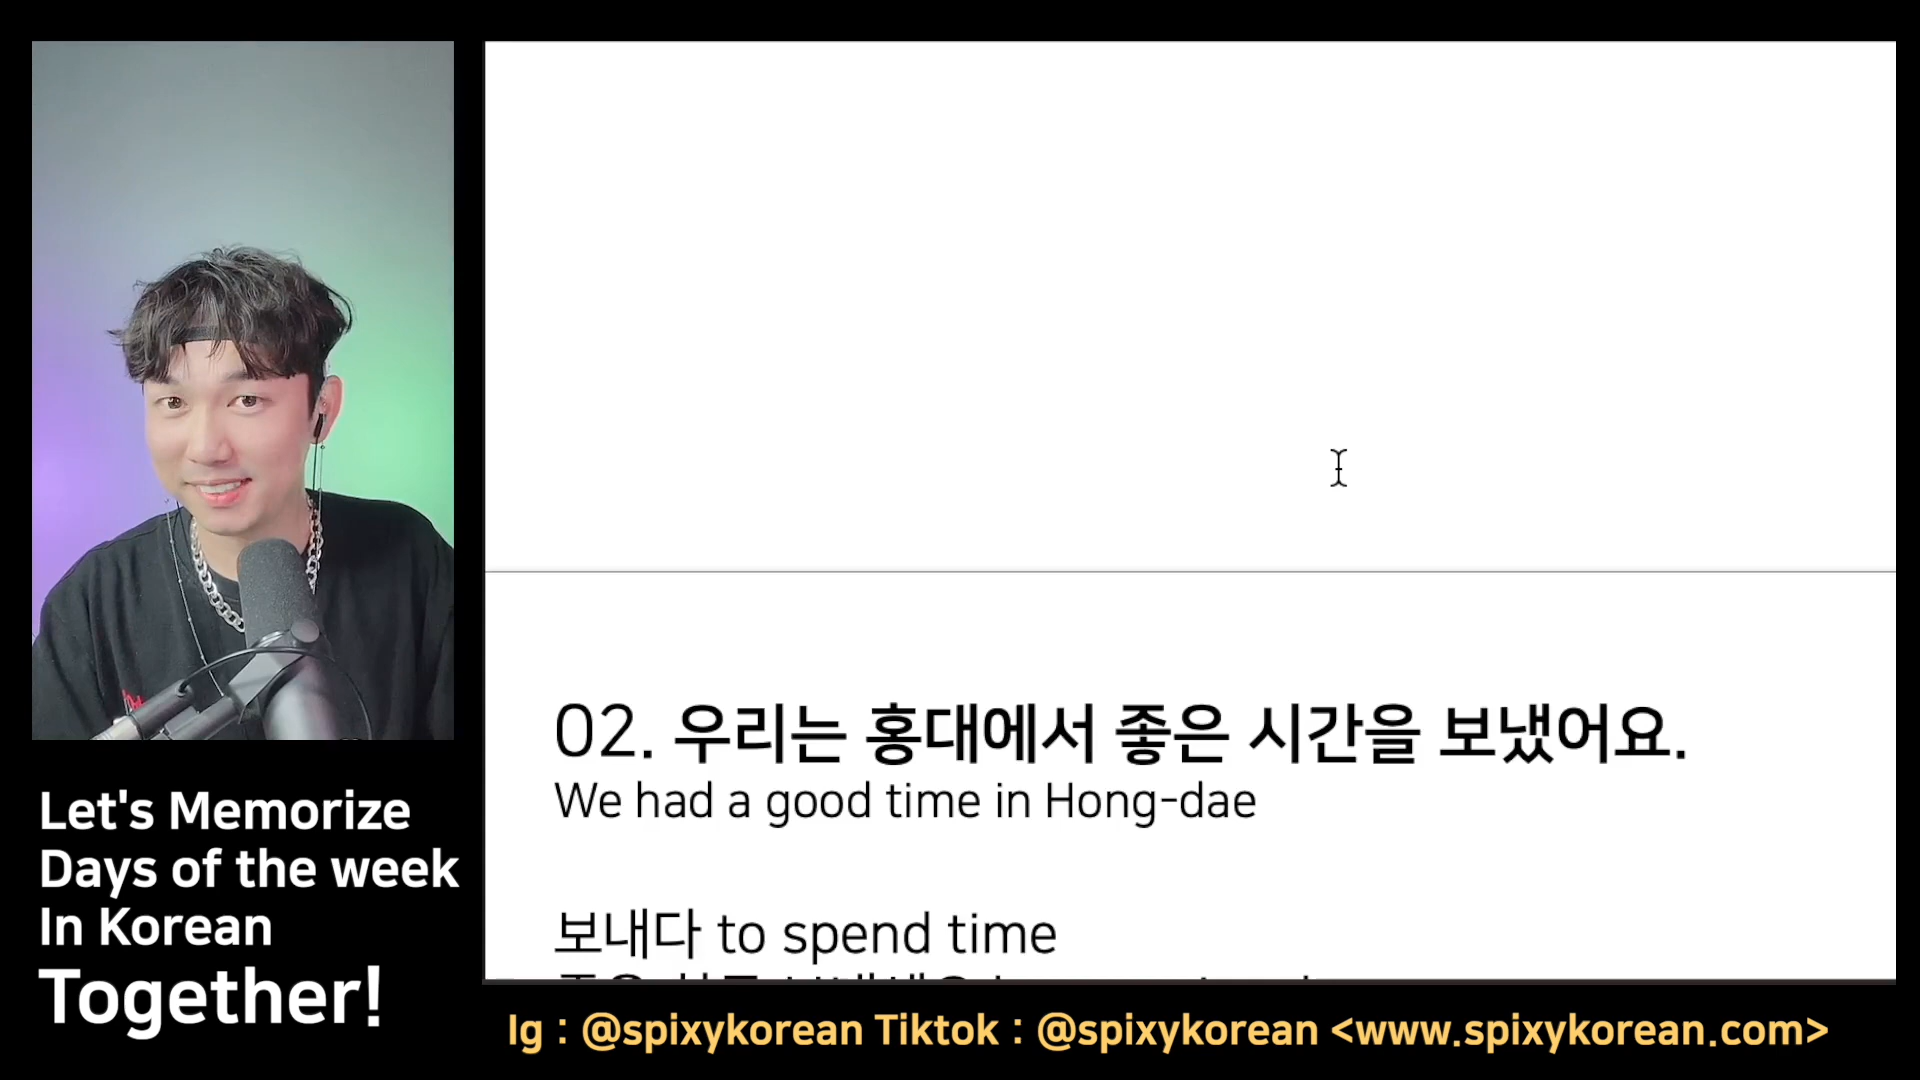 02. 우리는 홍대에서 좋은 시간을 보냈어요.
We had a good time in Hong-dae
보내다 to spend time
Let's Memorize
Days of the week
In Korean
Together!
Ig : @spixykorean Tiktok : @spixykorean <www.spixykorean.com>